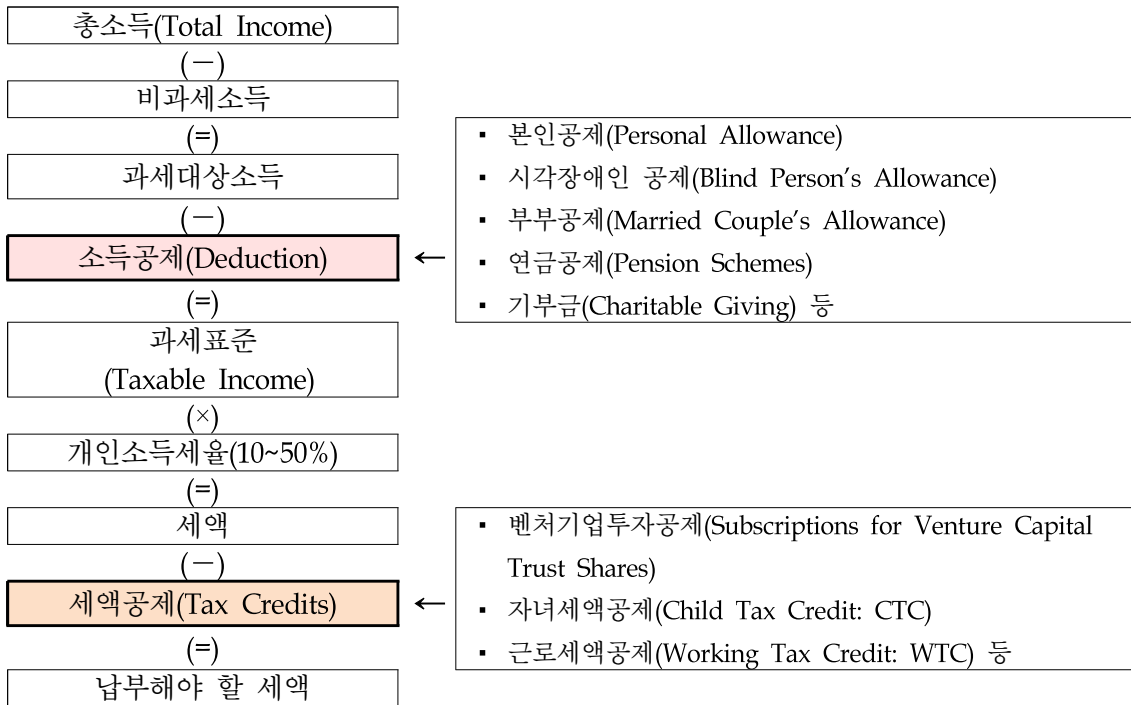 총소득(Total Income)
(－)
비과세소득
(=)
과세대상소득
(－)
소득공제(Deduction)
(=)
과세표준
(Taxable Income)
(×)
개인소득세율(10~50%)
(=)
세액
(－)
세액공제(Tax Credits)
(=)
납부해야 할 세액
▪ 본인공제(Personal Allowance)
▪ 시각장애인 공제(Blind Person's Allowance)
▪ 부부공제(Married Couple's Allowance)
▪ 연금공제(Pension Schemes)
▪ 기부금(Charitable Giving) 등
▪ 벤처기업투자공제(Subscriptions for Venture Capital
Trust Shares)
▪ 자녀세액공제(Child Tax Credit: CTC)
▪ 근로세액공제(Working Tax Credit: WTC) 등